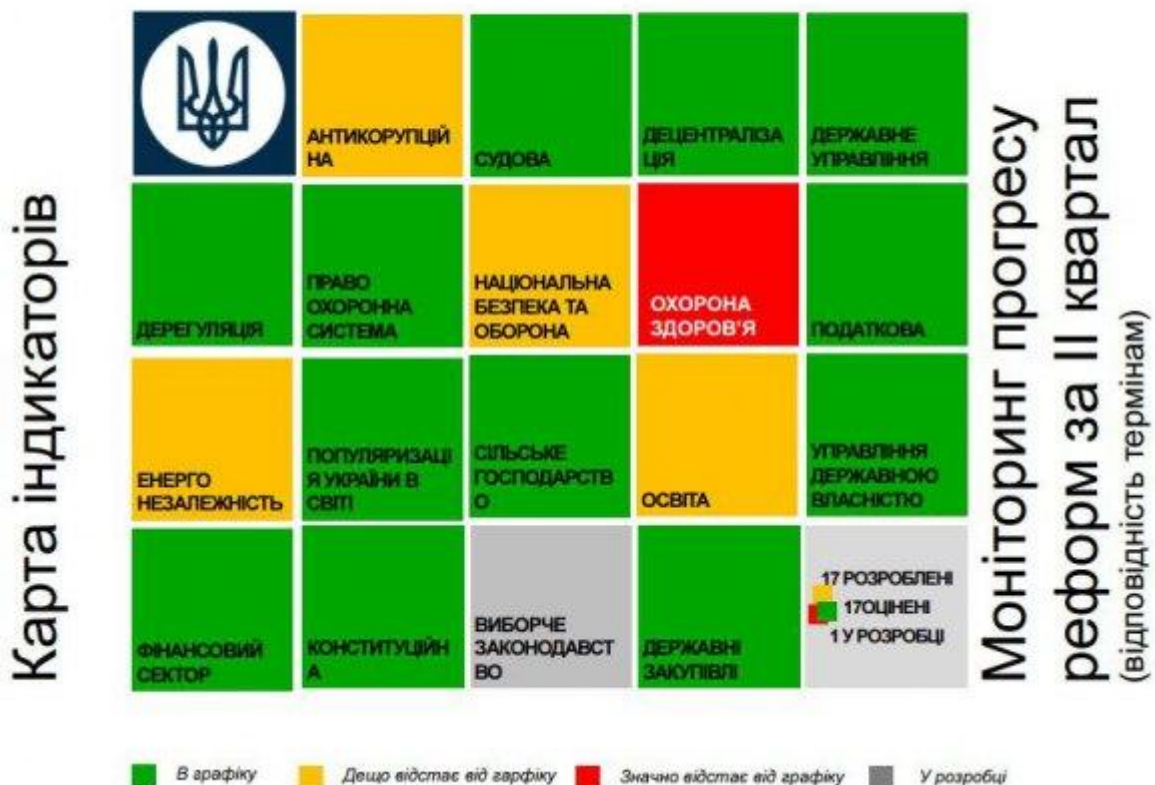 Карта індикаторів
АНТИКОРУПЦІЙ
НА
СУДОВА
ДЕЦЕНТРАЛІЗА
ЦІЯ
ДЕРЖАВНЕ
УПРАВЛІННЯ
ДЕРЕГУЛЯЦІЯ
ПРАВО
ОХОРОННА
СИСТЕМА
НАЦІОНАЛЬНА
БЕЗПЕКА ТА
ОБОРОНА
ОХОРОНА
ЗДОРОВ'Я
ПОДАТКОВА
ЕНЕРГО
НЕЗАЛЕЖНІСТЬ
ПОПУЛЯРИЗАЦІ
Я УКРАЇНИ В
СВІТІ
СІЛЬСЬКЕ
ГОСПОДАРСТВ
О
ОСВІТА
УПРАВЛІННЯ
ДЕРЖАВНОЮ
ВЛАСНІСТЮ
ФІНАНСОВИЙ
СЕКТОР
КОНСТИТУЦІЙН
А
ВИБОРЧЕ
ЗАКОНОДАВСТ
ВО
ДЕРЖАВНІ
ЗАКУПІВЛІ
17 РОЗРОБЛЕНІ
17ОЦІНЕНІ
1 У РОЗРОБЦІ
Моніторинг прогресу
реформ за II квартал
(відповідність термінам)
В графіку
Дещо відстає від гарфіку
Значно відстає від графіку
У розробці